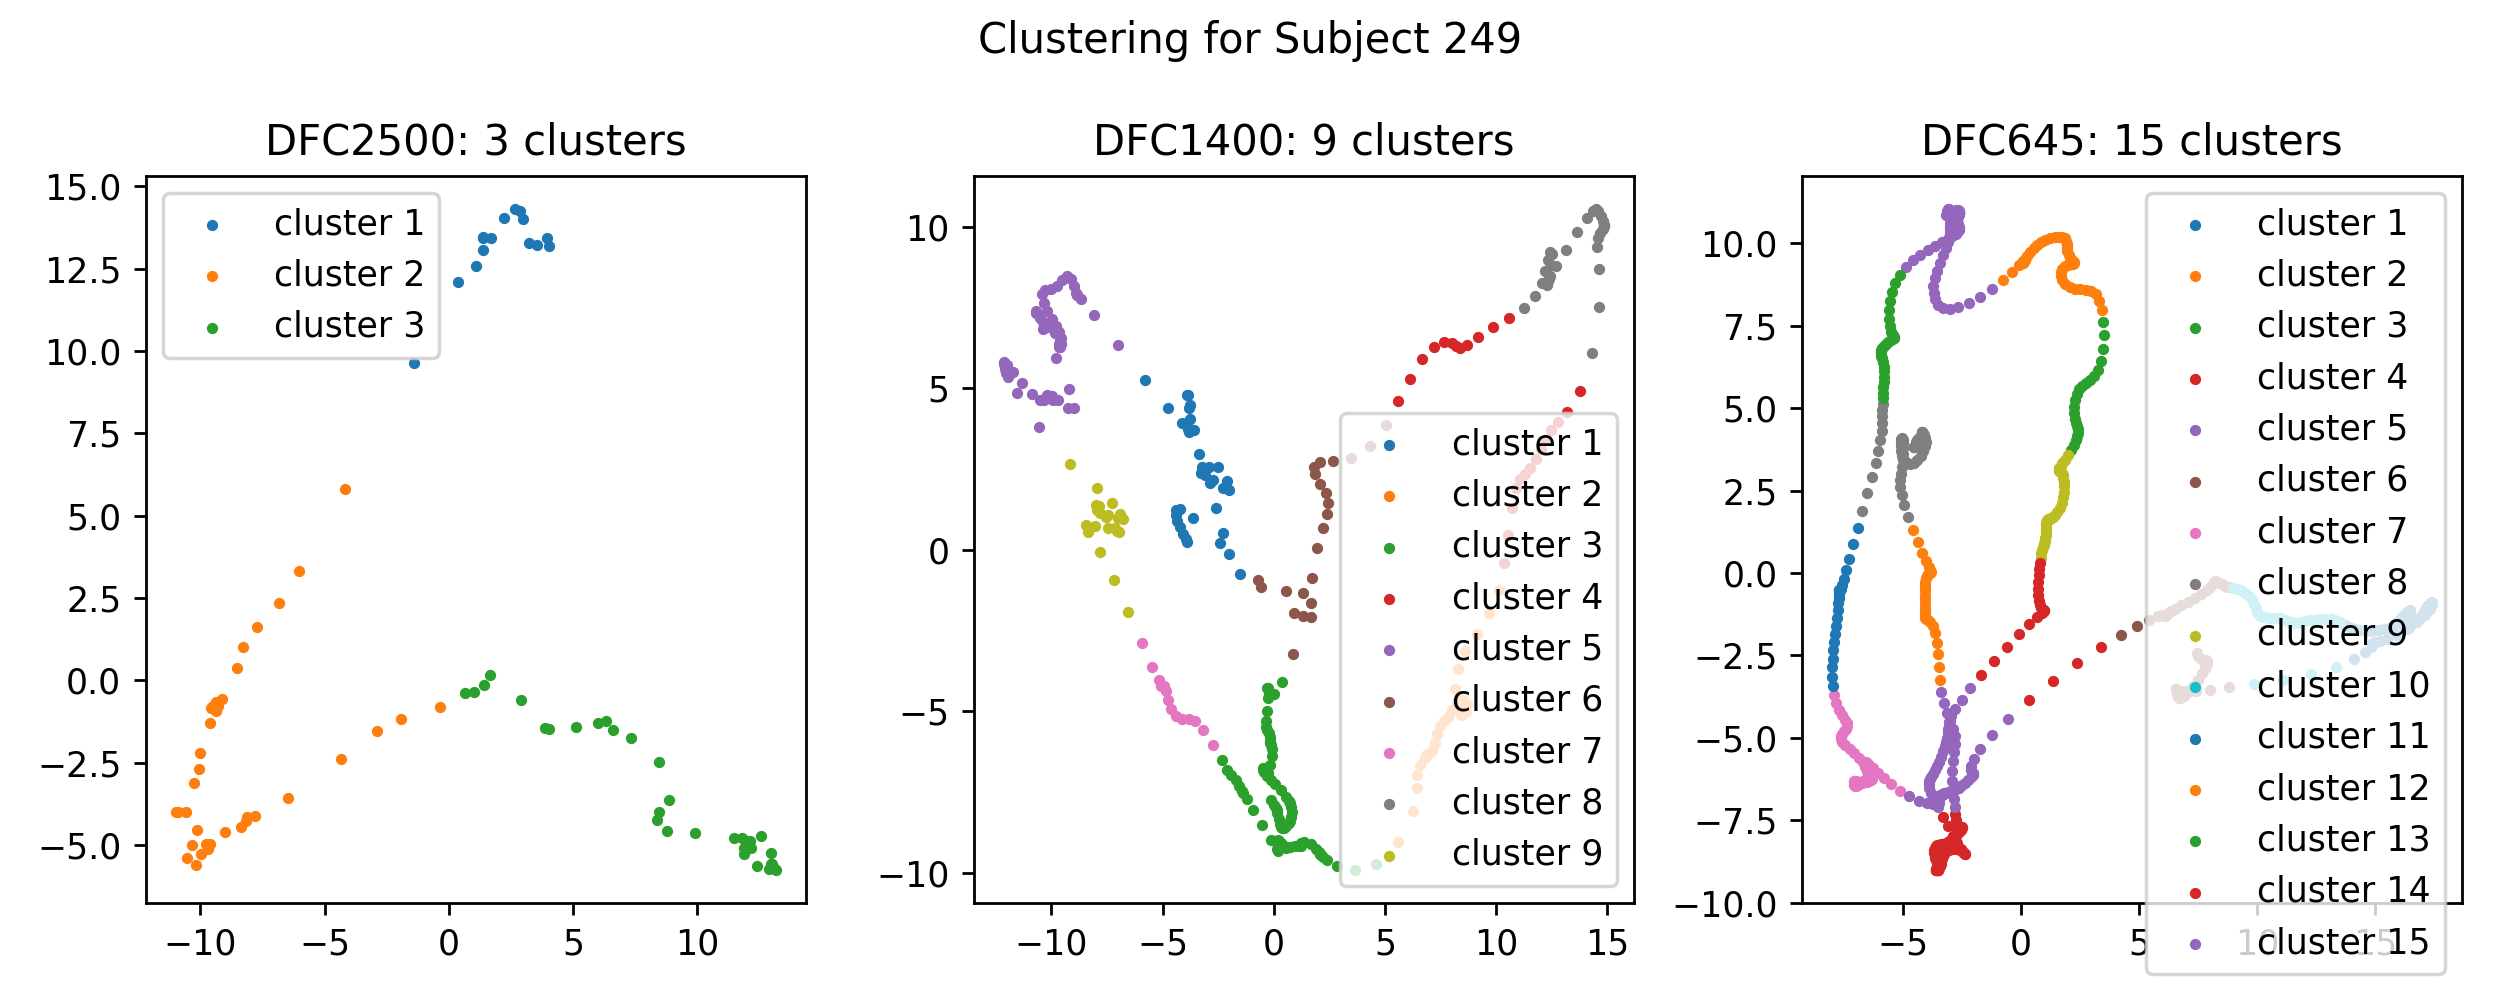 Clustering for Subject 249
DFC2500: 3 clusters
15.0
12.5
10.0
7.5
5.0
2.5
0.0
−2.5
−5.0
−10
−5
0
5
10
cluster 1
cluster 2
cluster 3
DFC1400: 9 clusters
10
5
0
−5
−10
−10
−5
0
5
10
15
cluster 1
cluster 2
cluster 3
cluster 4
cluster 5
cluster 6
cluster 7
cluster 8
cluster 9
DFC645: 15 clusters
10.0
7.5
5.0
2.5
0.0
−2.5
−5.0
−7.5
−10.0
−5
0
5
10
15
cluster 1
cluster 2
cluster 3
cluster 4
cluster 5
cluster 6
cluster 7
cluster 8
cluster 9
cluster 10
cluster 11
cluster 12
cluster 13
cluster 14
cluster 15